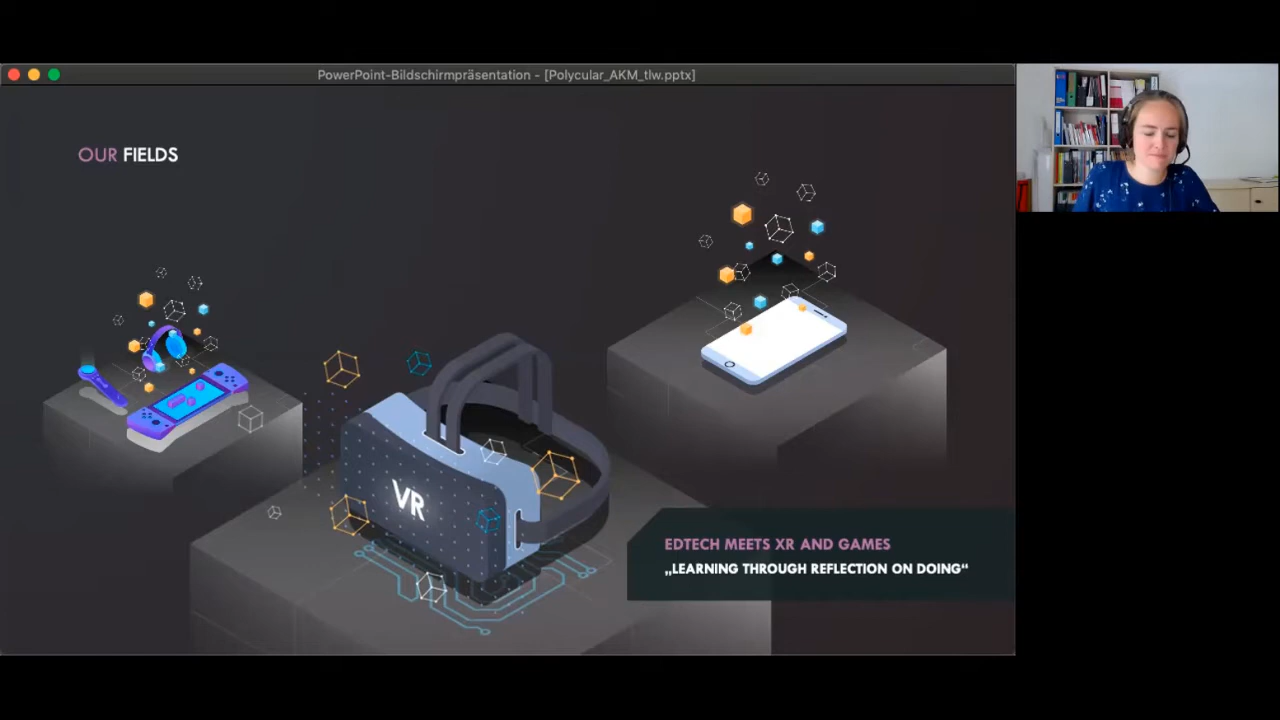 PowerPoint-Bildschirmpräsentation - [Polycular_AKM_tlw.pptx]
OUR FIELDS
VR
EDTECH MEETS XR AND GAMES
„LEARNING THROUGH REFLECTION ON DOING“